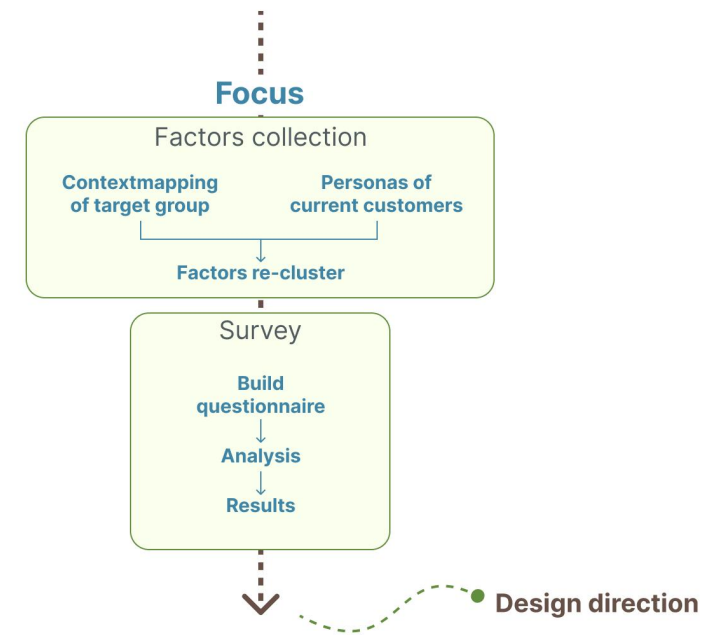 Focus
Factors collection
Contextmapping
of target group
Personas of
current customers
Factors re-cluster
Survey
Build
questionnaire
Analysis
Results
Design direction